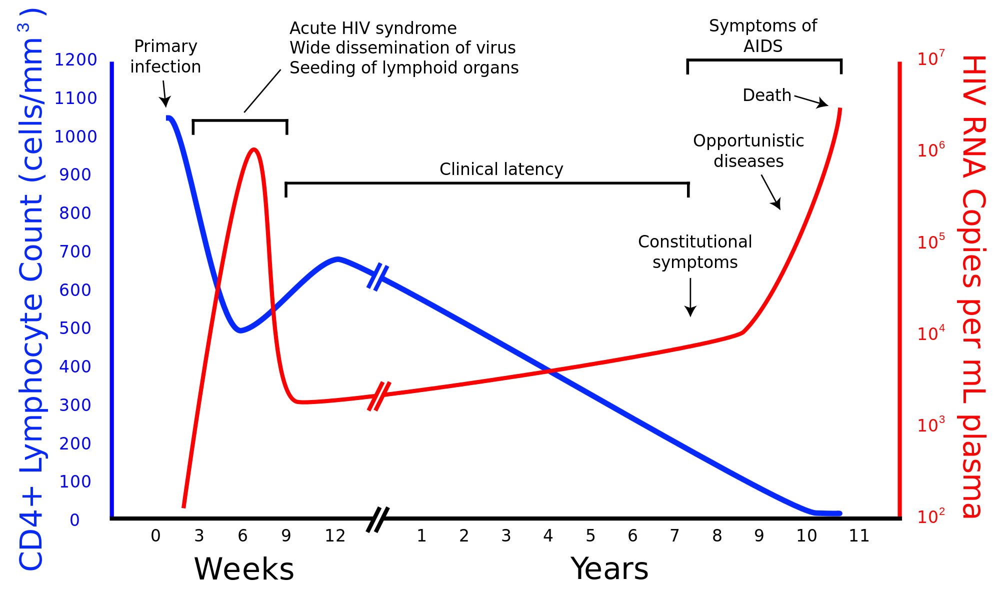 CD4+ Lymphocyte Count (cells/mm³)
1200
1100
1000
900
800
700
600
500
400
300
200
100
0
Primary
infection
Acute HIV syndrome
Wide dissemination of virus
Seeding of lymphoid organs
Clinical latency
Symptoms of
AIDS
Death
Opportunistic
diseases
Constitutional
symptoms
10⁷
10⁶
10⁵
10⁴
10³
10²
HIV RNA Copies per mL plasma
0 3 6 9 12 1 2 3 4 5 6 7 8 9 10 11
Weeks Years